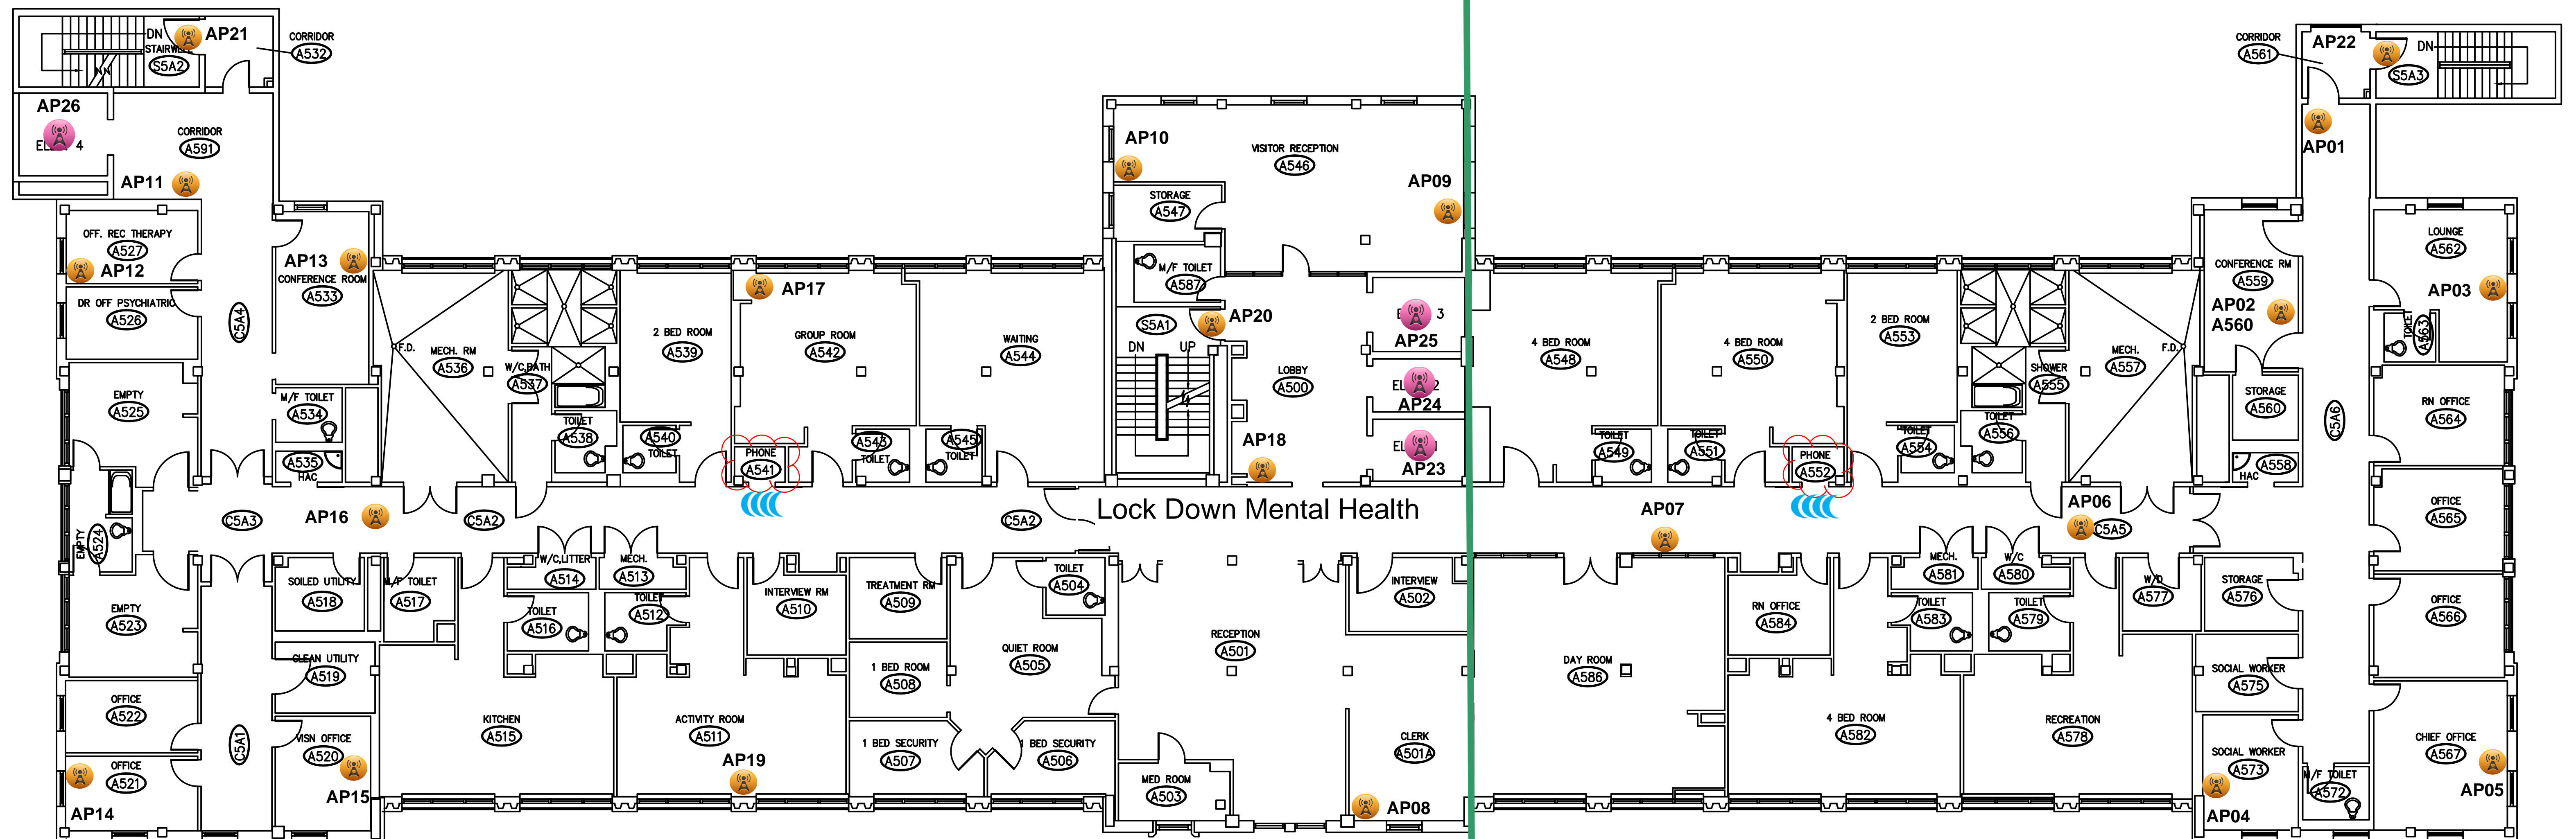 DN
AP21
STAIRWELL
S5A2
CORRIDOR
A532
CORRIDOR
A561
AP22
DN
S5A3
AP26
4
CORRIDOR
A591
AP11
AP01
AP10
VISITOR RECEPTION
A546
AP09
STORAGE
A547
M/F TOILET
A587
OFF. REC THERAPY
A527
AP12
DR OFF PSYCHIATRIC
A526
C5A4
AP13
CONFERENCE ROOM
A533
F.D.
MECH. RM
A536
W/C,BATH
A537
2 BED ROOM
A539
AP17
GROUP ROOM
A542
WAITING
A544
S5A1
AP20
DN
UP
LOBBY
A500
3
AP25
AP24
AP23
AP18
4 BED ROOM
A548
4 BED ROOM
A550
2 BED ROOM
A553
SHOWER
A555
MECH.
A557
F.D.
CONFERENCE RM
A559
AP02
A560
LOUNGE
A562
AP03
TOILET
A563
EMPTY
A525
M/F TOILET
A534
A535
HAC
TOILET
A538
A540
TOILET
PHONE
A541
A543
TOILET
A545
TOILET
TOILET
A549
TOILET
A551
PHONE
A552
TOILET
A554
TOILET
A556
STORAGE
A560
A558
HAC
C5A6
RN OFFICE
A564
EMPTY
A524
C5A3
AP16
C5A2
C5A2
Lock Down Mental Health
AP07
AP06
C5A5
OFFICE
A565
EMPTY
A523
SOILED UTILITY
A518
M/F TOILET
A517
W/C,LITTER
A514
MECH.
A513
TOILET
A516
TOILET
A512
INTERVIEW RM
A510
TREATMENT RM
A509
TOILET
A504
INTERVIEW
A502
RN OFFICE
A584
MECH.
A581
W/C
A580
TOILET
A583
TOILET
A579
W/D
A577
STORAGE
A576
OFFICE
A566
CLEAN UTILITY
A519
1 BED ROOM
A508
QUIET ROOM
A505
RECEPTION
A501
DAY ROOM
A586
SOCIAL WORKER
A575
OFFICE
A522
C5A1
VISN OFFICE
A520
KITCHEN
A515
ACTIVITY ROOM
A511
1 BED SECURITY
A507
1 BED SECURITY
A506
CLERK
A501A
4 BED ROOM
A582
RECREATION
A578
SOCIAL WORKER
A573
CHIEF OFFICE
A567
OFFICE
A521
AP14
AP15
AP19
MED ROOM
A503
AP08
M/F TOILET
A572
AP04
AP05